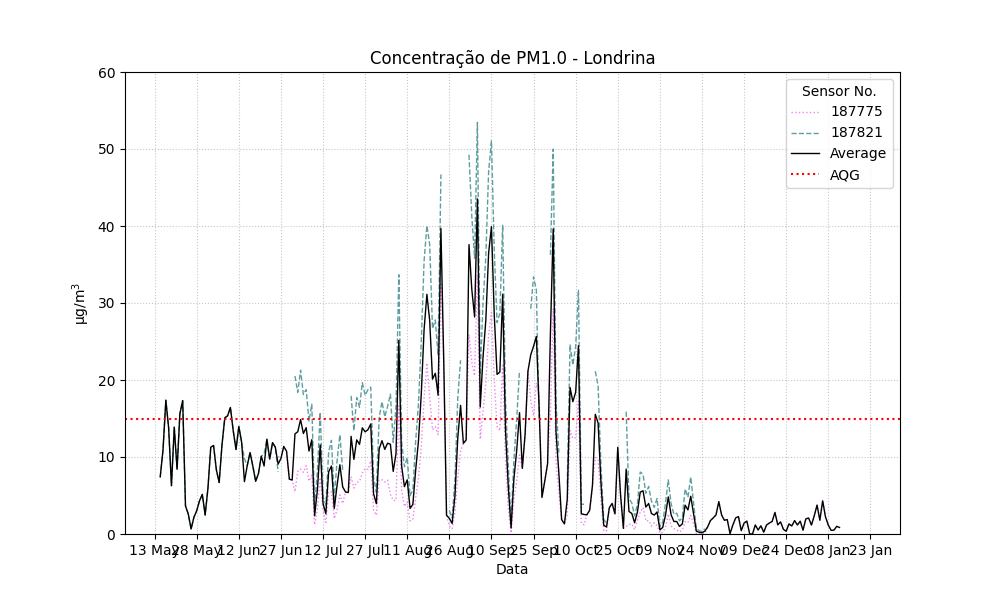 Concentração de PM1.0 - Londrina
60
50
40
30
20
10
0
µg/m³
Sensor No.
187775
187821
Average
AQG
13 May 28 May 12 Jun 27 Jun 12 Jul 27 Jul 11 Aug 26 Aug 10 Sep 25 Sep 10 Oct 25 Oct 09 Nov 24 Nov 09 Dec 24 Dec 08 Jan 23 Jan
Data